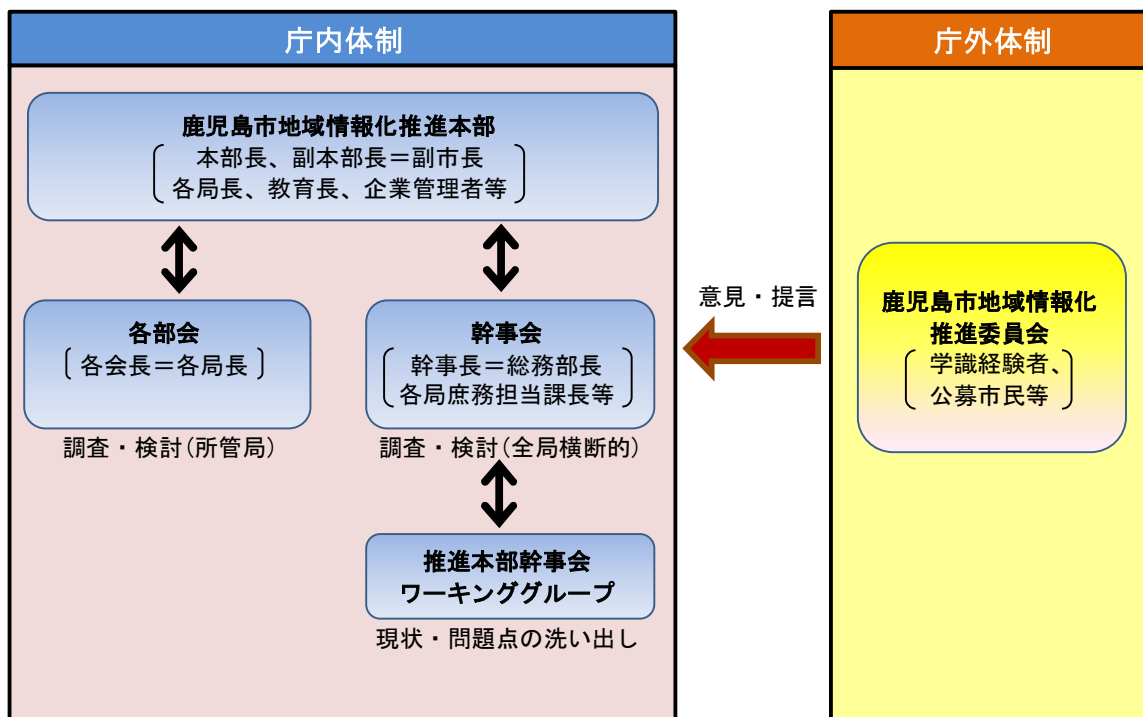 庁内体制
鹿児島市地域情報化推進本部
本部長、副本部長＝副市長
各局長、教育長、企業管理者等
各部会
各会長＝各局長
調査・検討(所管局)
幹事会
幹事長＝総務部長
各局庶務担当課長等
調査・検討(全局横断的)
推進本部幹事会
ワーキンググループ
現状・問題点の洗い出し
意見・提言
庁外体制
鹿児島市地域情報化
推進委員会
学識経験者、
公募市民等